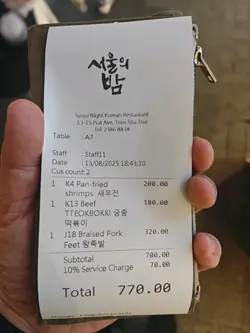 서울의
밤
Seoul Night Korean Restaurant
Tel: 2386 8838
Table : A7
Staff : Staff11
Date : 13/08/2025 18:43:10
Cus count: 2
1 K4 Pan-fried 200.00
shrimps 새우전
1 K13 Beef 180.00
TTEOKBOKKI 궁중
떡볶이
1 J18 Braised Pork 320.00
Feet 왕족발
Subtotal 700.00
10% Service Charge 70.00
Total 770.00